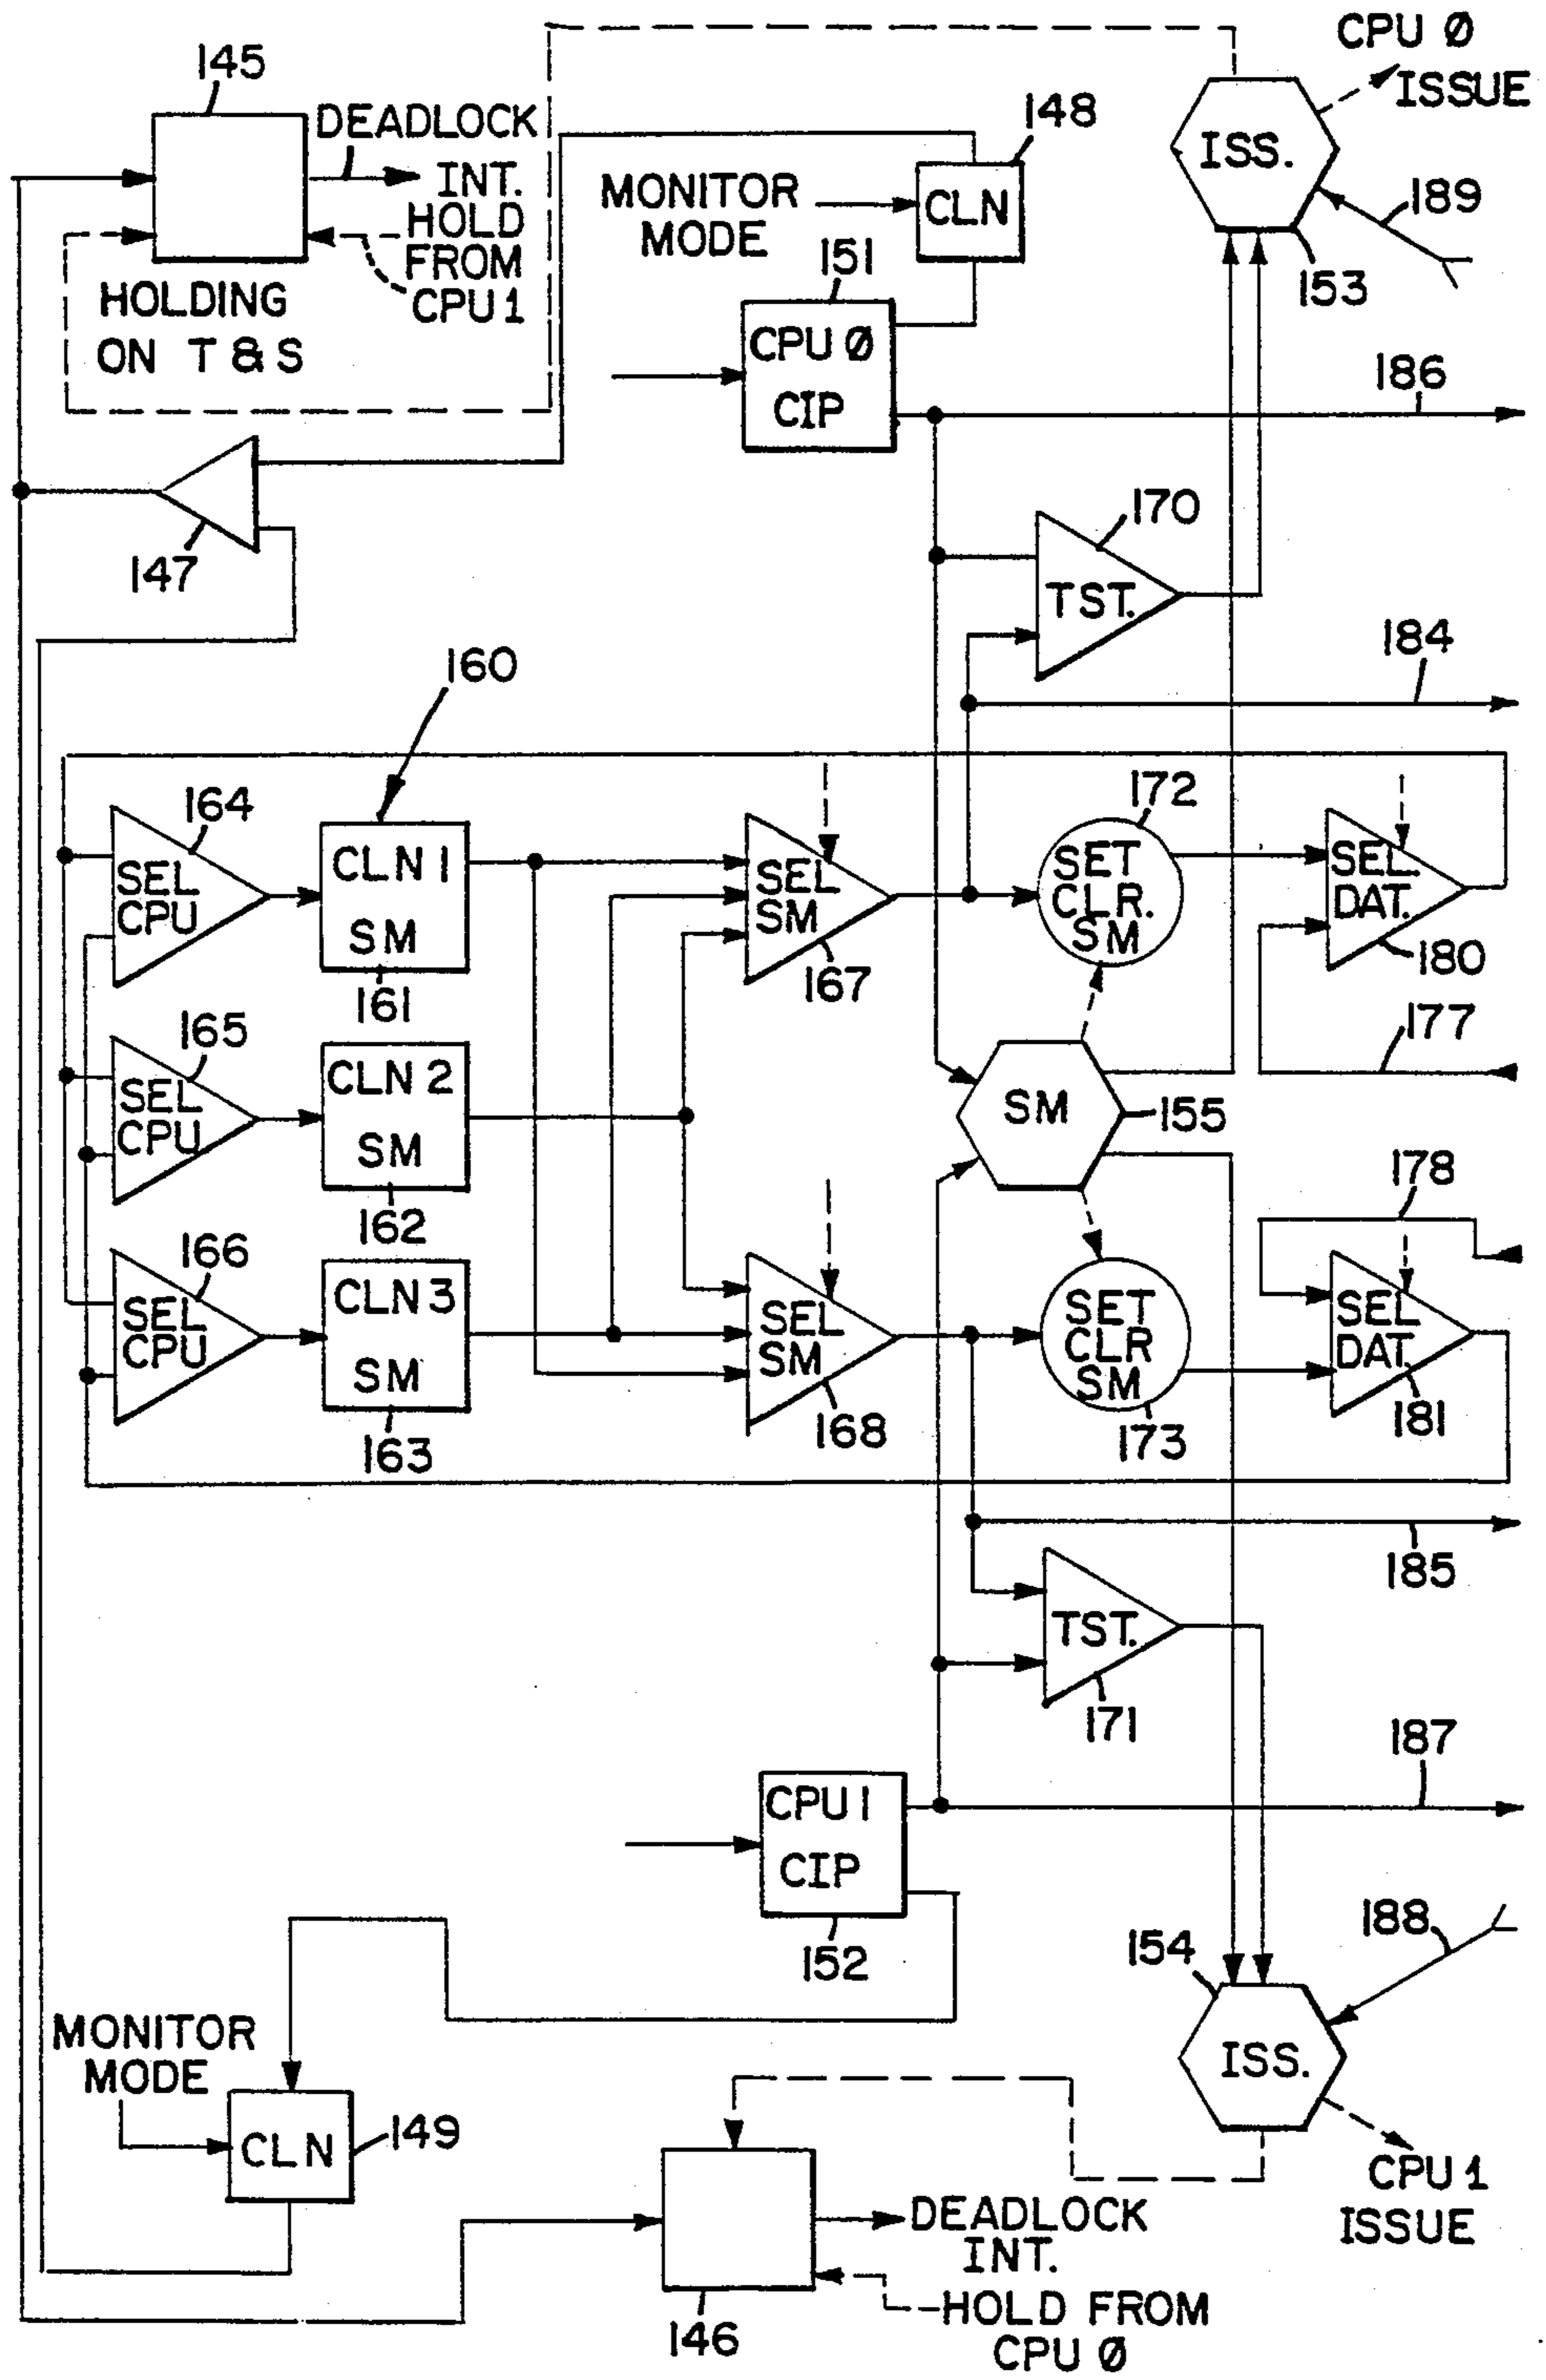 CPU Ø
ISSUE
145
DEADLOCK
INT.
HOLD
FROM
CPU 1
HOLDING
ON T & S
MONITOR
MODE
148
CLN
ISS.
189
153
151
CPU Ø
CIP
186
147
170
TST.
184
160
164
SEL
CPU
CLN 1
SM
161
SEL
SM
167
172
SET
CLR.
SM
SEL.
DAT.
180
177
165
SEL
CPU
CLN 2
SM
162
SM
155
178
166
SEL
CPU
CLN 3
SM
163
SEL
SM
168
SET
CLR
SM
173
SEL
DAT.
181
185
TST.
171
187
CPU 1
CIP
152
188
154
ISS.
MONITOR
MODE
CLN
149
CPU 1
ISSUE
DEADLOCK
INT.
HOLD FROM
CPU Ø
146